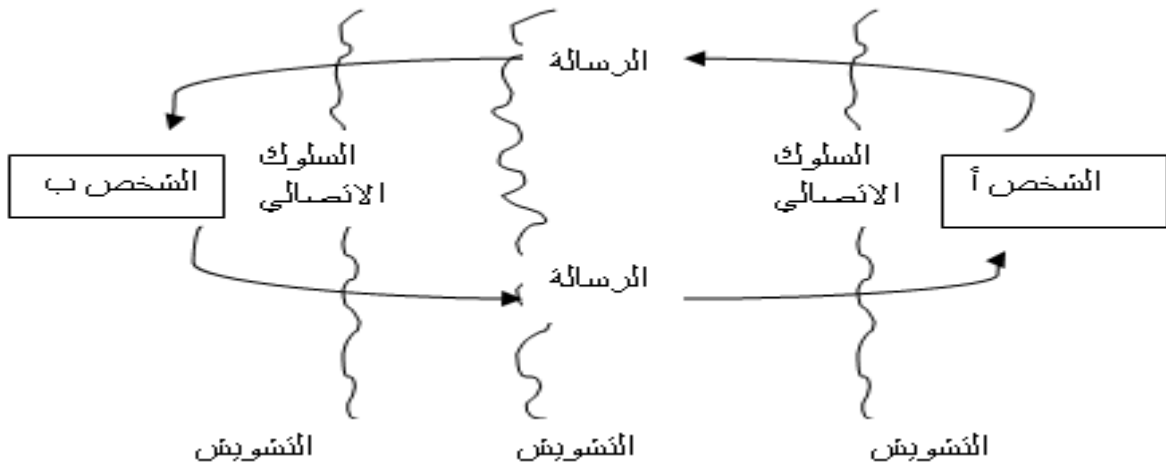 الرسالة
الشخص أ
السلوك
الاتصالي
السلوك
الاتصالي
الشخص ب
الرسالة
التشويش
التشويش
التشويش